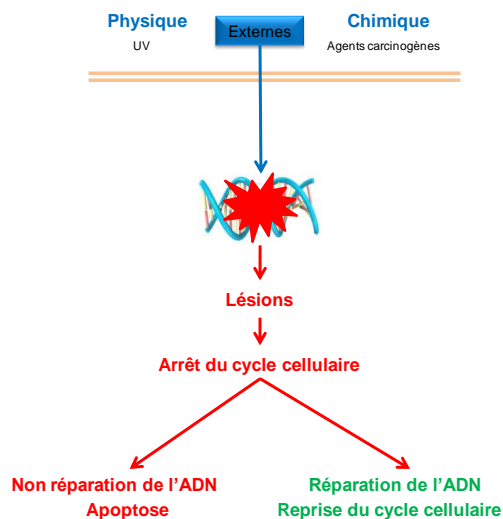 Physique
UV
Externes
Chimique
Agents carcinogènes
Lésions
Arrêt du cycle cellulaire
Non réparation de l'ADN
Apoptose
Réparation de l'ADN
Reprise du cycle cellulaire